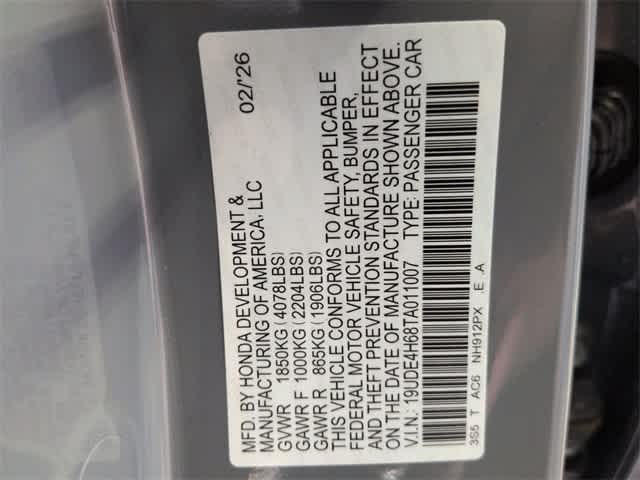 MFD. BY HONDA DEVELOPMENT & 02/'26
MANUFACTURING OF AMERICA, LLC
GVWR 1850KG(4078LBS)
GAWR F 1000KG(2204LBS)
GAWR R 865KG(1906LBS)
THIS VEHICLE CONFORMS TO ALL APPLICABLE
FEDERAL MOTOR VEHICLE SAFETY, BUMPER,
AND THEFT PREVENTION STANDARDS IN EFFECT
ON THE DATE OF MANUFACTURE SHOWN ABOVE.
V.I.N.: 19UDE4H68TA011007 TYPE: PASSENGER CAR
3S5 T AC6 NH912PX .E .A